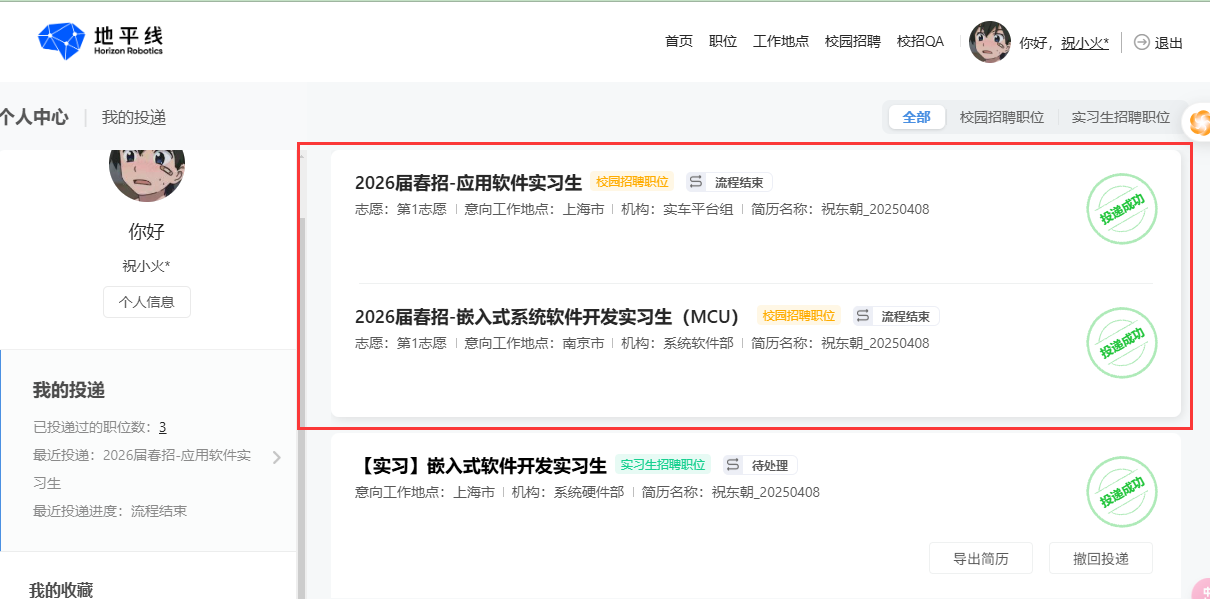 地平线
Horizon Robotics
首页 职位 工作地点 校园招聘 校招QA 你好，祝小火* 退出
个人中心 我的投递
全部 校园招聘职位 实习生招聘职位
你好
祝小火*
个人信息
我的投递
已投递过的职位数：3
最近投递：2026届春招-应用软件实
习生
最近投递进度：流程结束
我的收藏
2026届春招-应用软件实习生 校园招聘职位 流程结束
志愿：第1志愿 意向工作地点：上海市 机构：实车平台组 简历名称：祝东朝_20250408
投递成功
2026届春招-嵌入式系统软件开发实习生（MCU） 校园招聘职位 流程结束
志愿：第1志愿 意向工作地点：南京市 机构：系统软件部 简历名称：祝东朝_20250408
投递成功
【实习】嵌入式软件开发实习生 实习生招聘职位 待处理
意向工作地点：上海市 机构：系统硬件部 简历名称：祝东朝_20250408
投递成功
导出简历 撤回投递